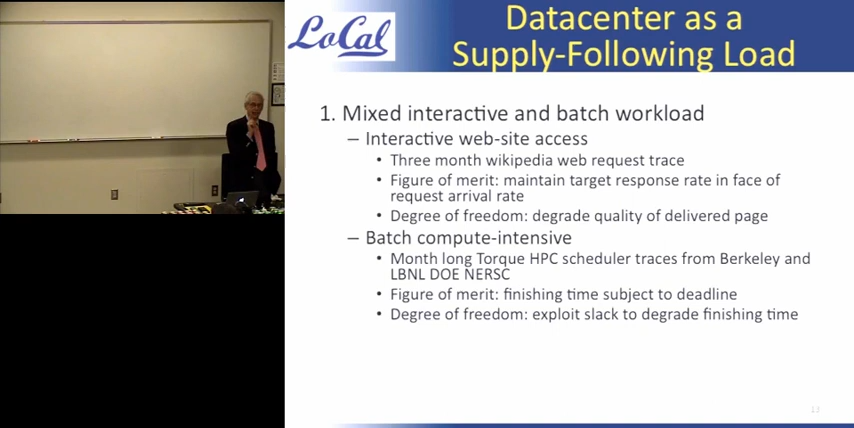 LoCal
Datacenter as a
Supply-Following Load
1. Mixed interactive and batch workload
– Interactive web-site access
• Three month wikipedia web request trace
• Figure of merit: maintain target response rate in face of
request arrival rate
• Degree of freedom: degrade quality of delivered page
– Batch compute-intensive
• Month long Torque HPC scheduler traces from Berkeley and
LBNL DOE NERSC
• Figure of merit: finishing time subject to deadline
• Degree of freedom: exploit slack to degrade finishing time
13